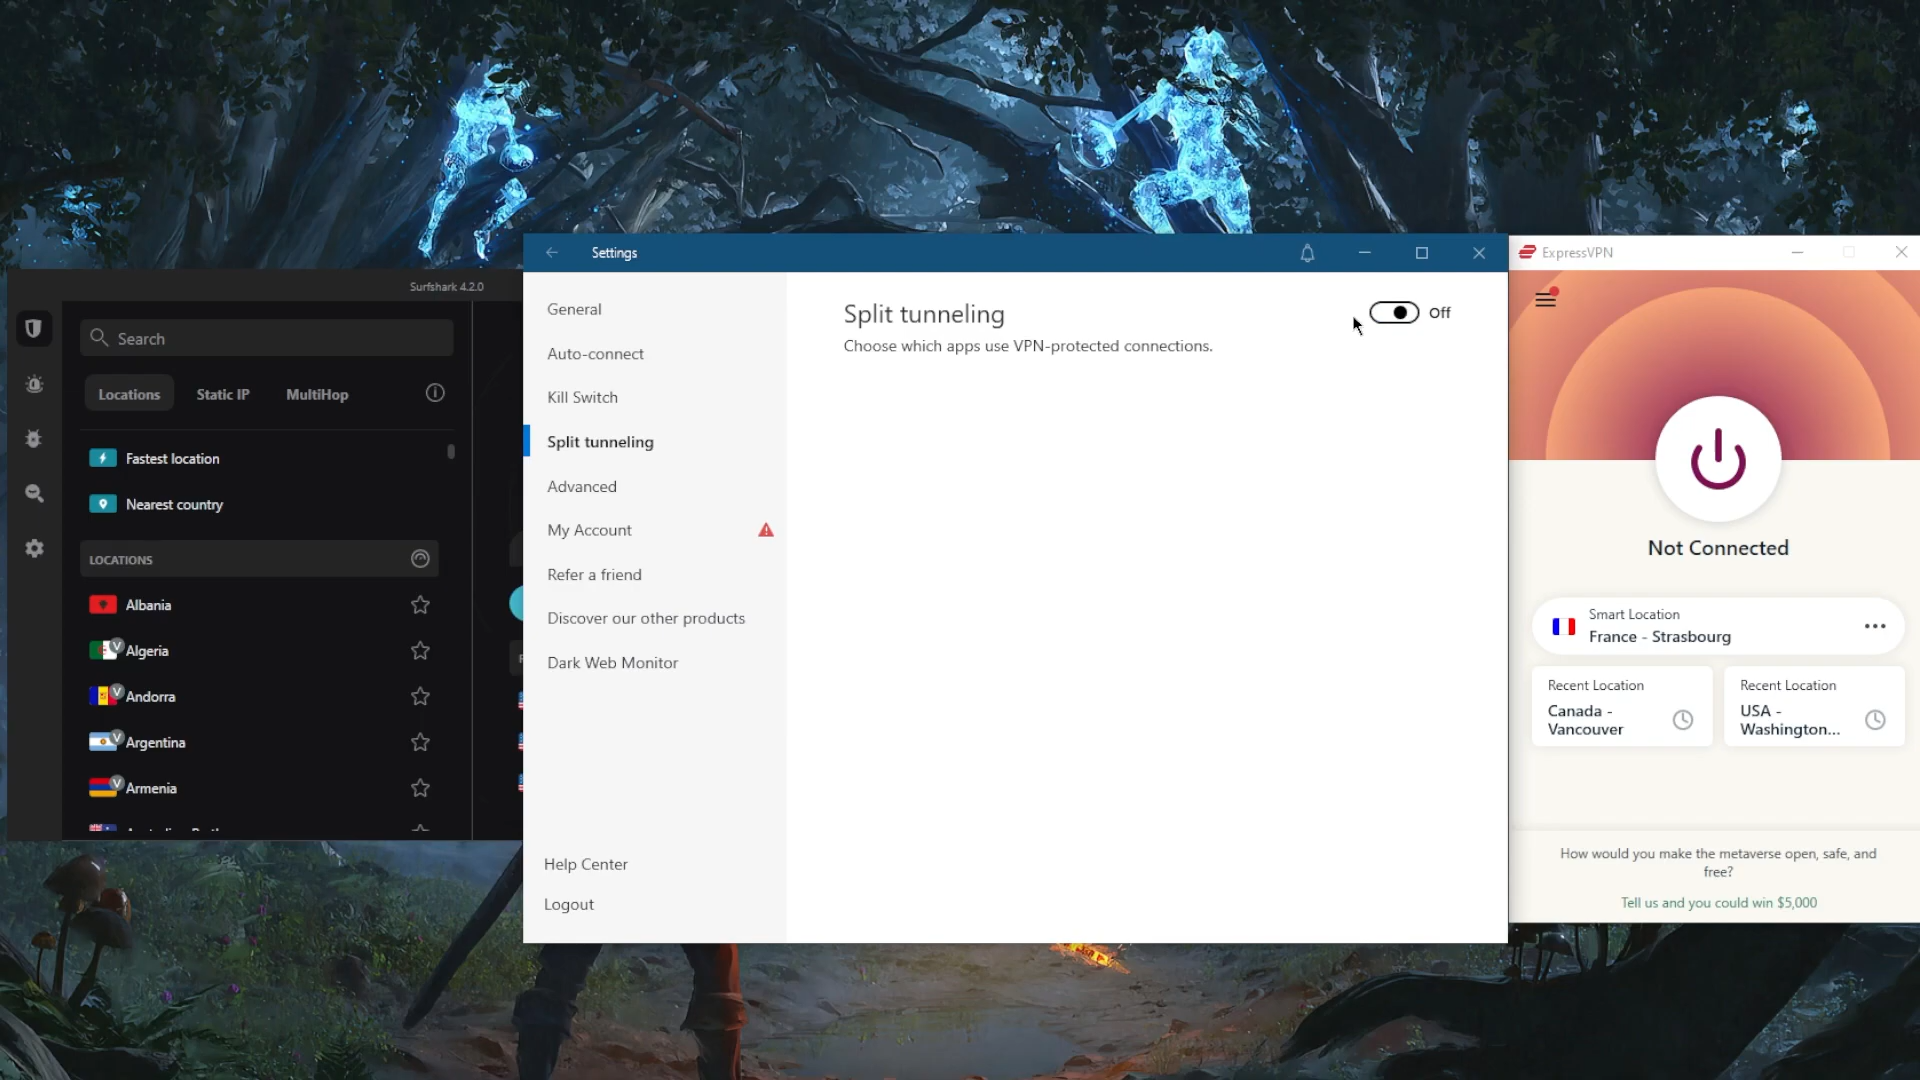 Surfshark 4.2.0
Search
Locations
Static IP
MultiHop
Fastest location
Nearest country
LOCATIONS
Albania
V
Algeria
V
Andorra
V
Argentina
V
Armenia
Settings
General
Auto-connect
Kill Switch
Split tunneling
Advanced
My Account
Refer a friend
Discover our other products
Dark Web Monitor
Help Center
Logout
Split tunneling
Off
Choose which apps use VPN-protected connections.
ExpressVPN
Not Connected
Smart Location
France - Strasbourg
Recent Location
Canada -
Vancouver
Recent Location
USA -
Washington...
How would you make the metaverse open, safe, and
free?
Tell us and you could win $5,000